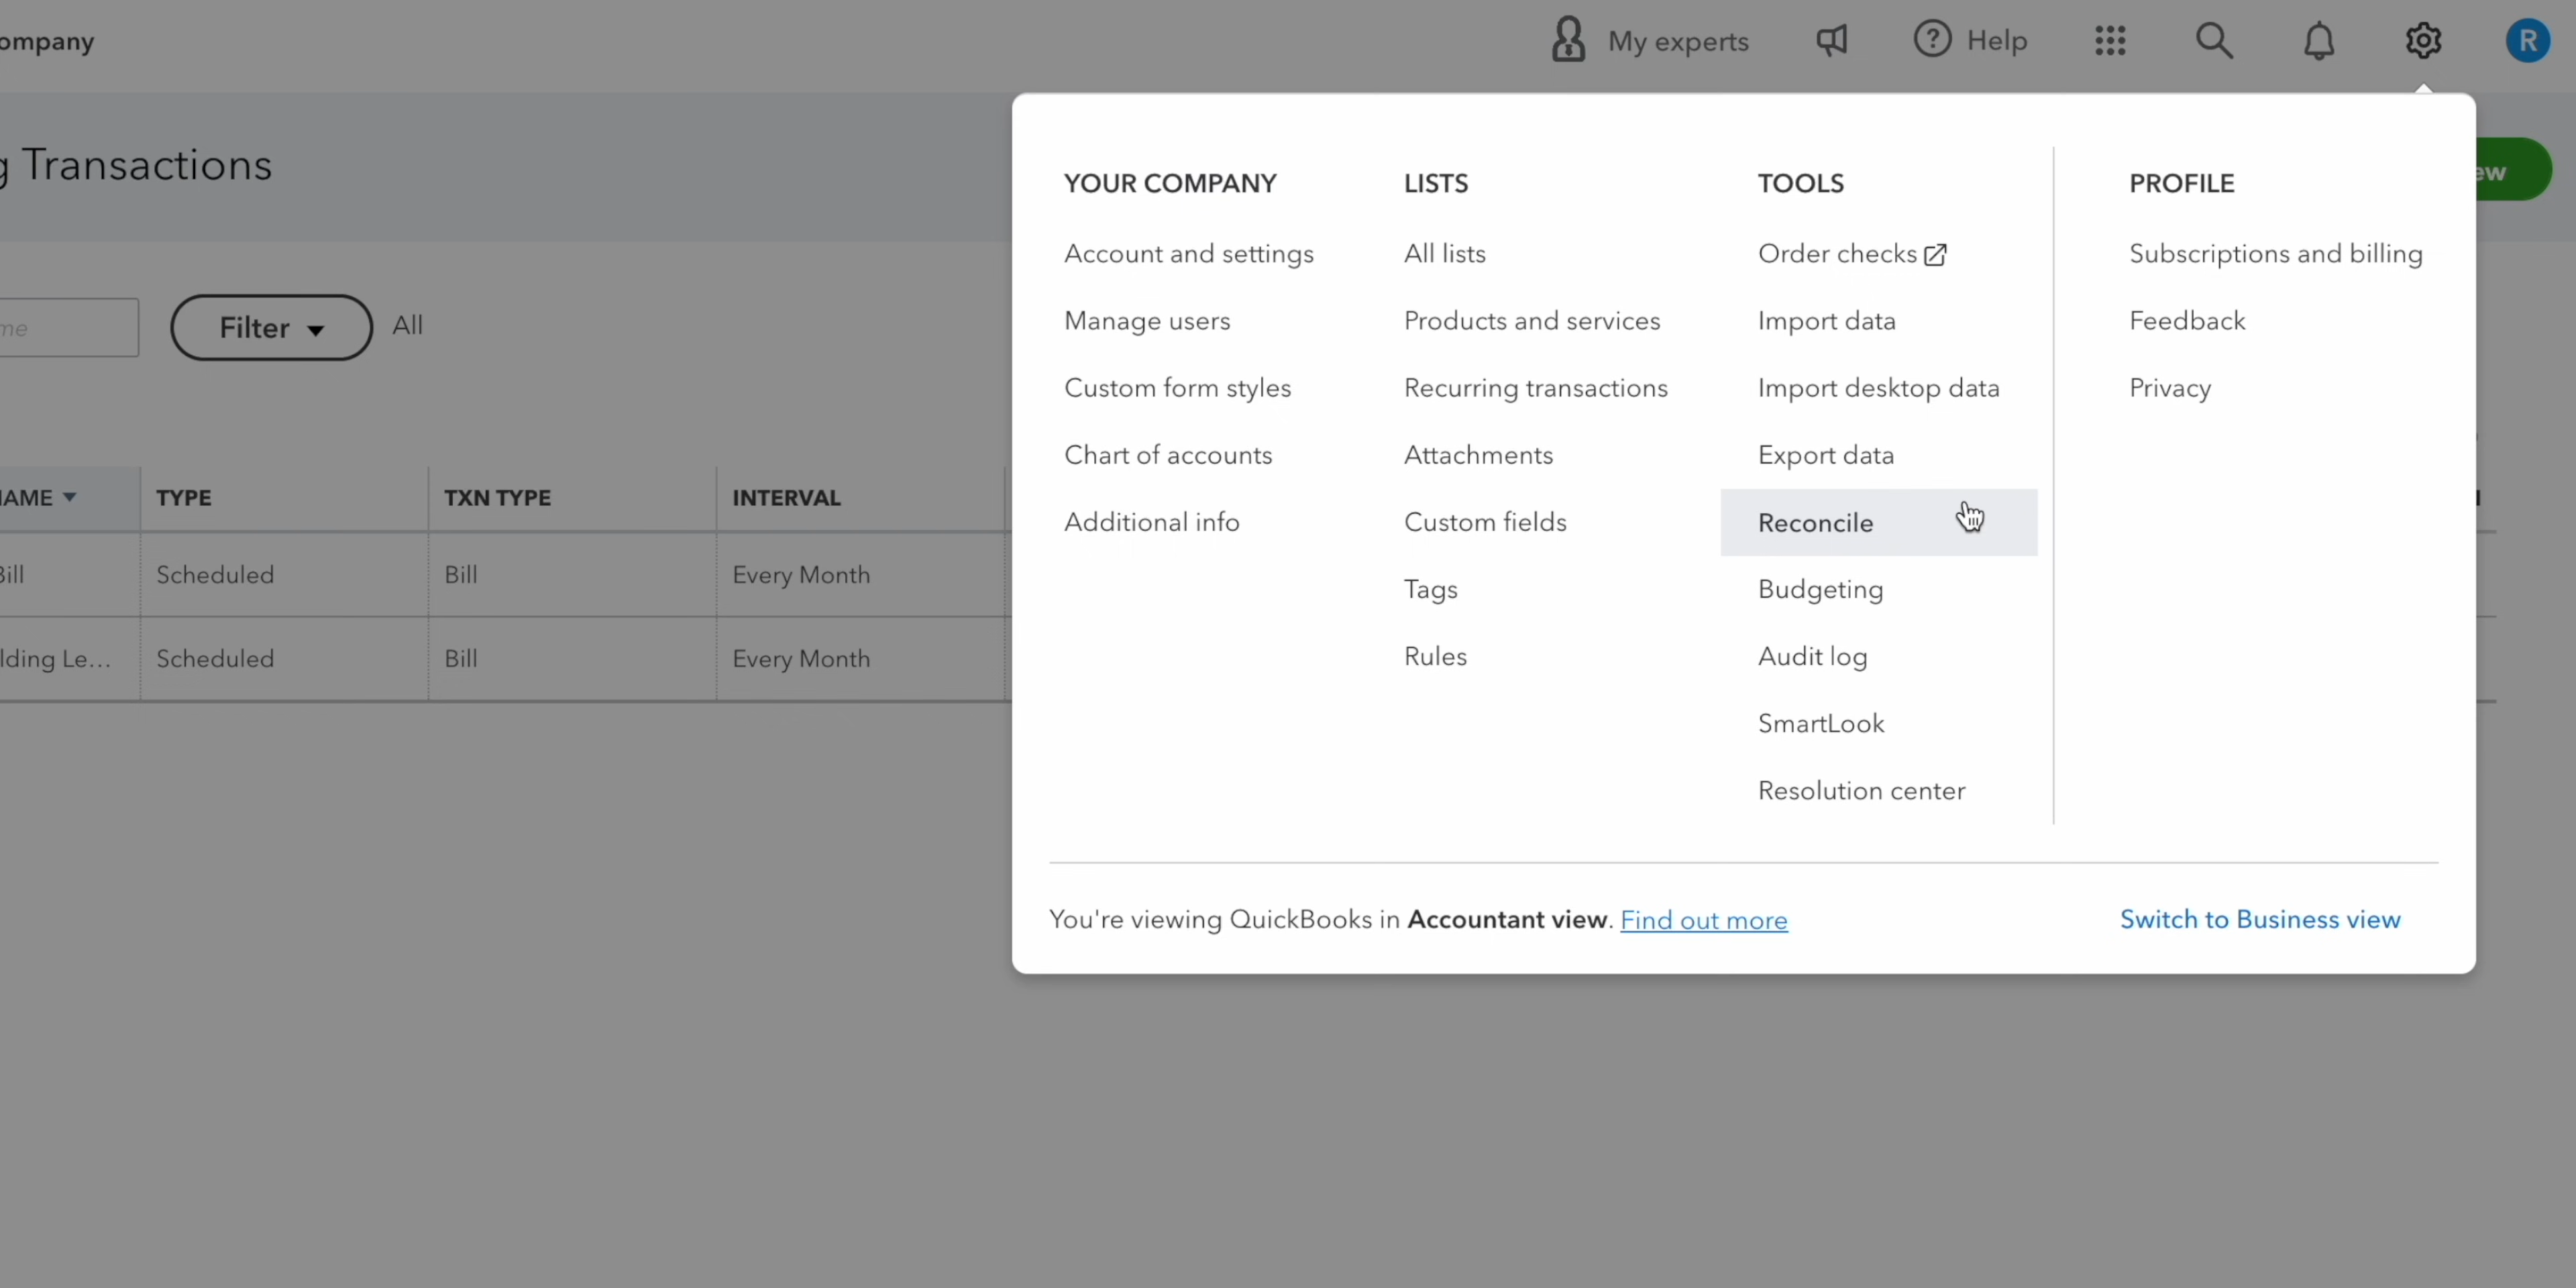 ompany
My experts
Help
R
g Transactions
ew
me
Filter
All
AME
TYPE
TXN TYPE
INTERVAL
Bill
Scheduled
Bill
Every Month
lding Le...
Scheduled
Bill
Every Month
YOUR COMPANY
Account and settings
Manage users
Custom form styles
Chart of accounts
Additional info
LISTS
All lists
Products and services
Recurring transactions
Attachments
Custom fields
Tags
Rules
TOOLS
Order checks
Import data
Import desktop data
Export data
Reconcile
Budgeting
Audit log
SmartLook
Resolution center
PROFILE
Subscriptions and billing
Feedback
Privacy
You're viewing QuickBooks in Accountant view. Find out more
Switch to Business view